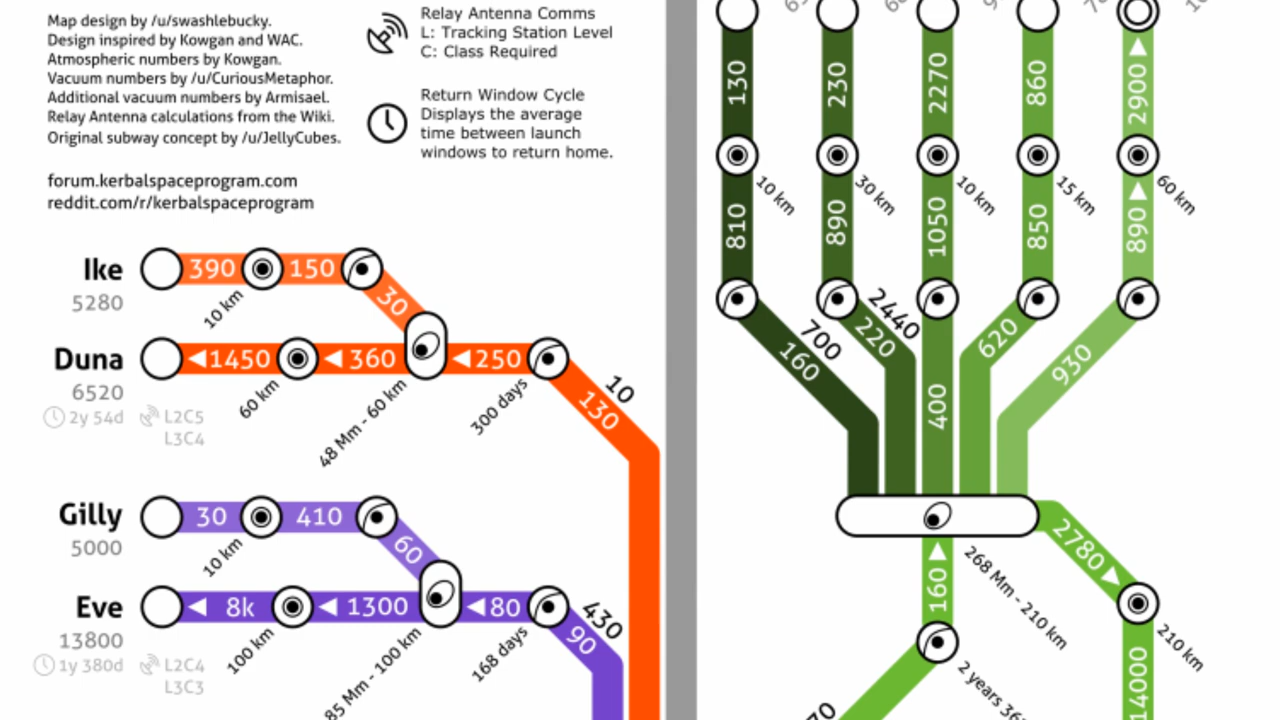 Map design by /u/swashlebucky.
Design inspired by Kowgan and WAC.
Atmospheric numbers by Kowgan.
Vacuum numbers by /u/CuriousMetaphor.
Additional vacuum numbers by Armisael.
Relay Antenna calculations from the Wiki.
Original subway concept by /u/JellyCubes.
forum.kerbalspaceprogram.com
reddit.com/r/kerbalspaceprogram
Relay Antenna Comms
L: Tracking Station Level
C: Class Required
Return Window Cycle
Displays the average
time between launch
windows to return home.
Ike
5280
390
150
30
10 km
Duna
6520
2y 54d
L2C5
L3C4
1450
360
250
60 km
48 Mm - 60 km
300 days
10
130
Gilly
5000
30
410
60
10 km
Eve
13800
1y 380d
L2C4
L3C3
8k
1300
80
100 km
85 Mm - 100 km
168 days
430
90
130
230
2270
860
2900
10 km
30 km
10 km
15 km
60 km
810
890
1050
850
890
700
160
2440
220
400
620
930
2780
160
268 Mm - 210 km
210 km
2 years
14000